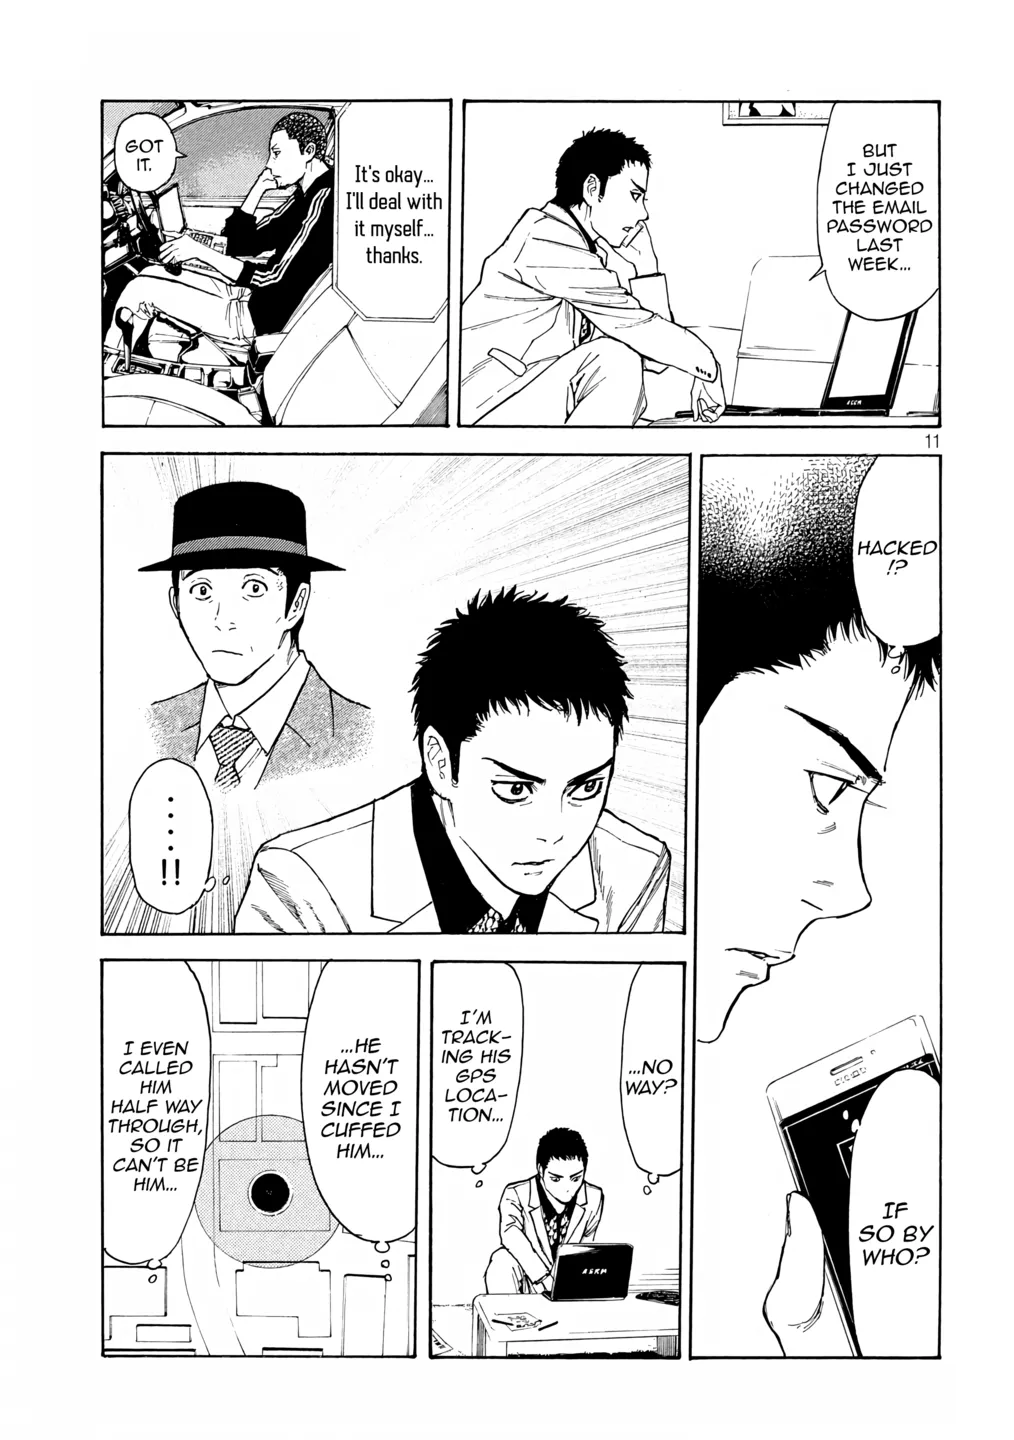 BUT
I JUST
CHANGED
THE EMAIL
PASSWORD
LAST
WEEK...
It's okay...
I'll deal with
it myself...
thanks.
GOT
IT.
11
HACKED
!?
IF
SO BY
WHO?
....!!
...NO
WAY?
I'M
TRACK-
ING HIS
GPS
LOCA-
TION...
...HE
HASN'T
MOVED
SINCE I
CUFFED
HIM...
I EVEN
CALLED
HIM
HALF WAY
THROUGH,
SO IT
CAN'T BE
HIM...